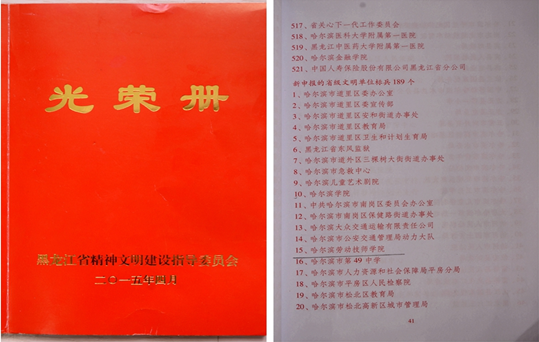 光荣册
黑龙江省精神文明建设指导委员会
二〇一五年四月
517、省关心下一代工作委员会
518、哈尔滨医科大学附属第一医院
519、黑龙江中医药大学附属第一医院
520、哈尔滨金融学院
521、中国人寿保险股份有限公司黑龙江省分公司
新申报的省级文明单位标兵189个
1、哈尔滨市道里区委办公室
2、哈尔滨市道里区委宣传部
3、哈尔滨市道里区安和街道办事处
4、哈尔滨市道里区教育局
5、哈尔滨市道里区卫生和计划生育局
6、黑龙江省东风监狱
7、哈尔滨市道外区三棵树大街街道办事处
8、哈尔滨市急救中心
9、哈尔滨儿童艺术剧院
10、哈尔滨学院
11、中共哈尔滨市南岗区委员会办公室
12、哈尔滨市南岗区保健路街道办事处
13、哈尔滨大众交通运输有限责任公司
14、哈尔滨市公安交通管理局动力大队
15、哈尔滨劳动技师学院
16、哈尔滨市第49中学
17、哈尔滨市人力资源和社会保障局平房分局
18、哈尔滨市平房区人民检察院
19、哈尔滨市松北区教育局
20、哈尔滨市松北高新区城市管理局
41